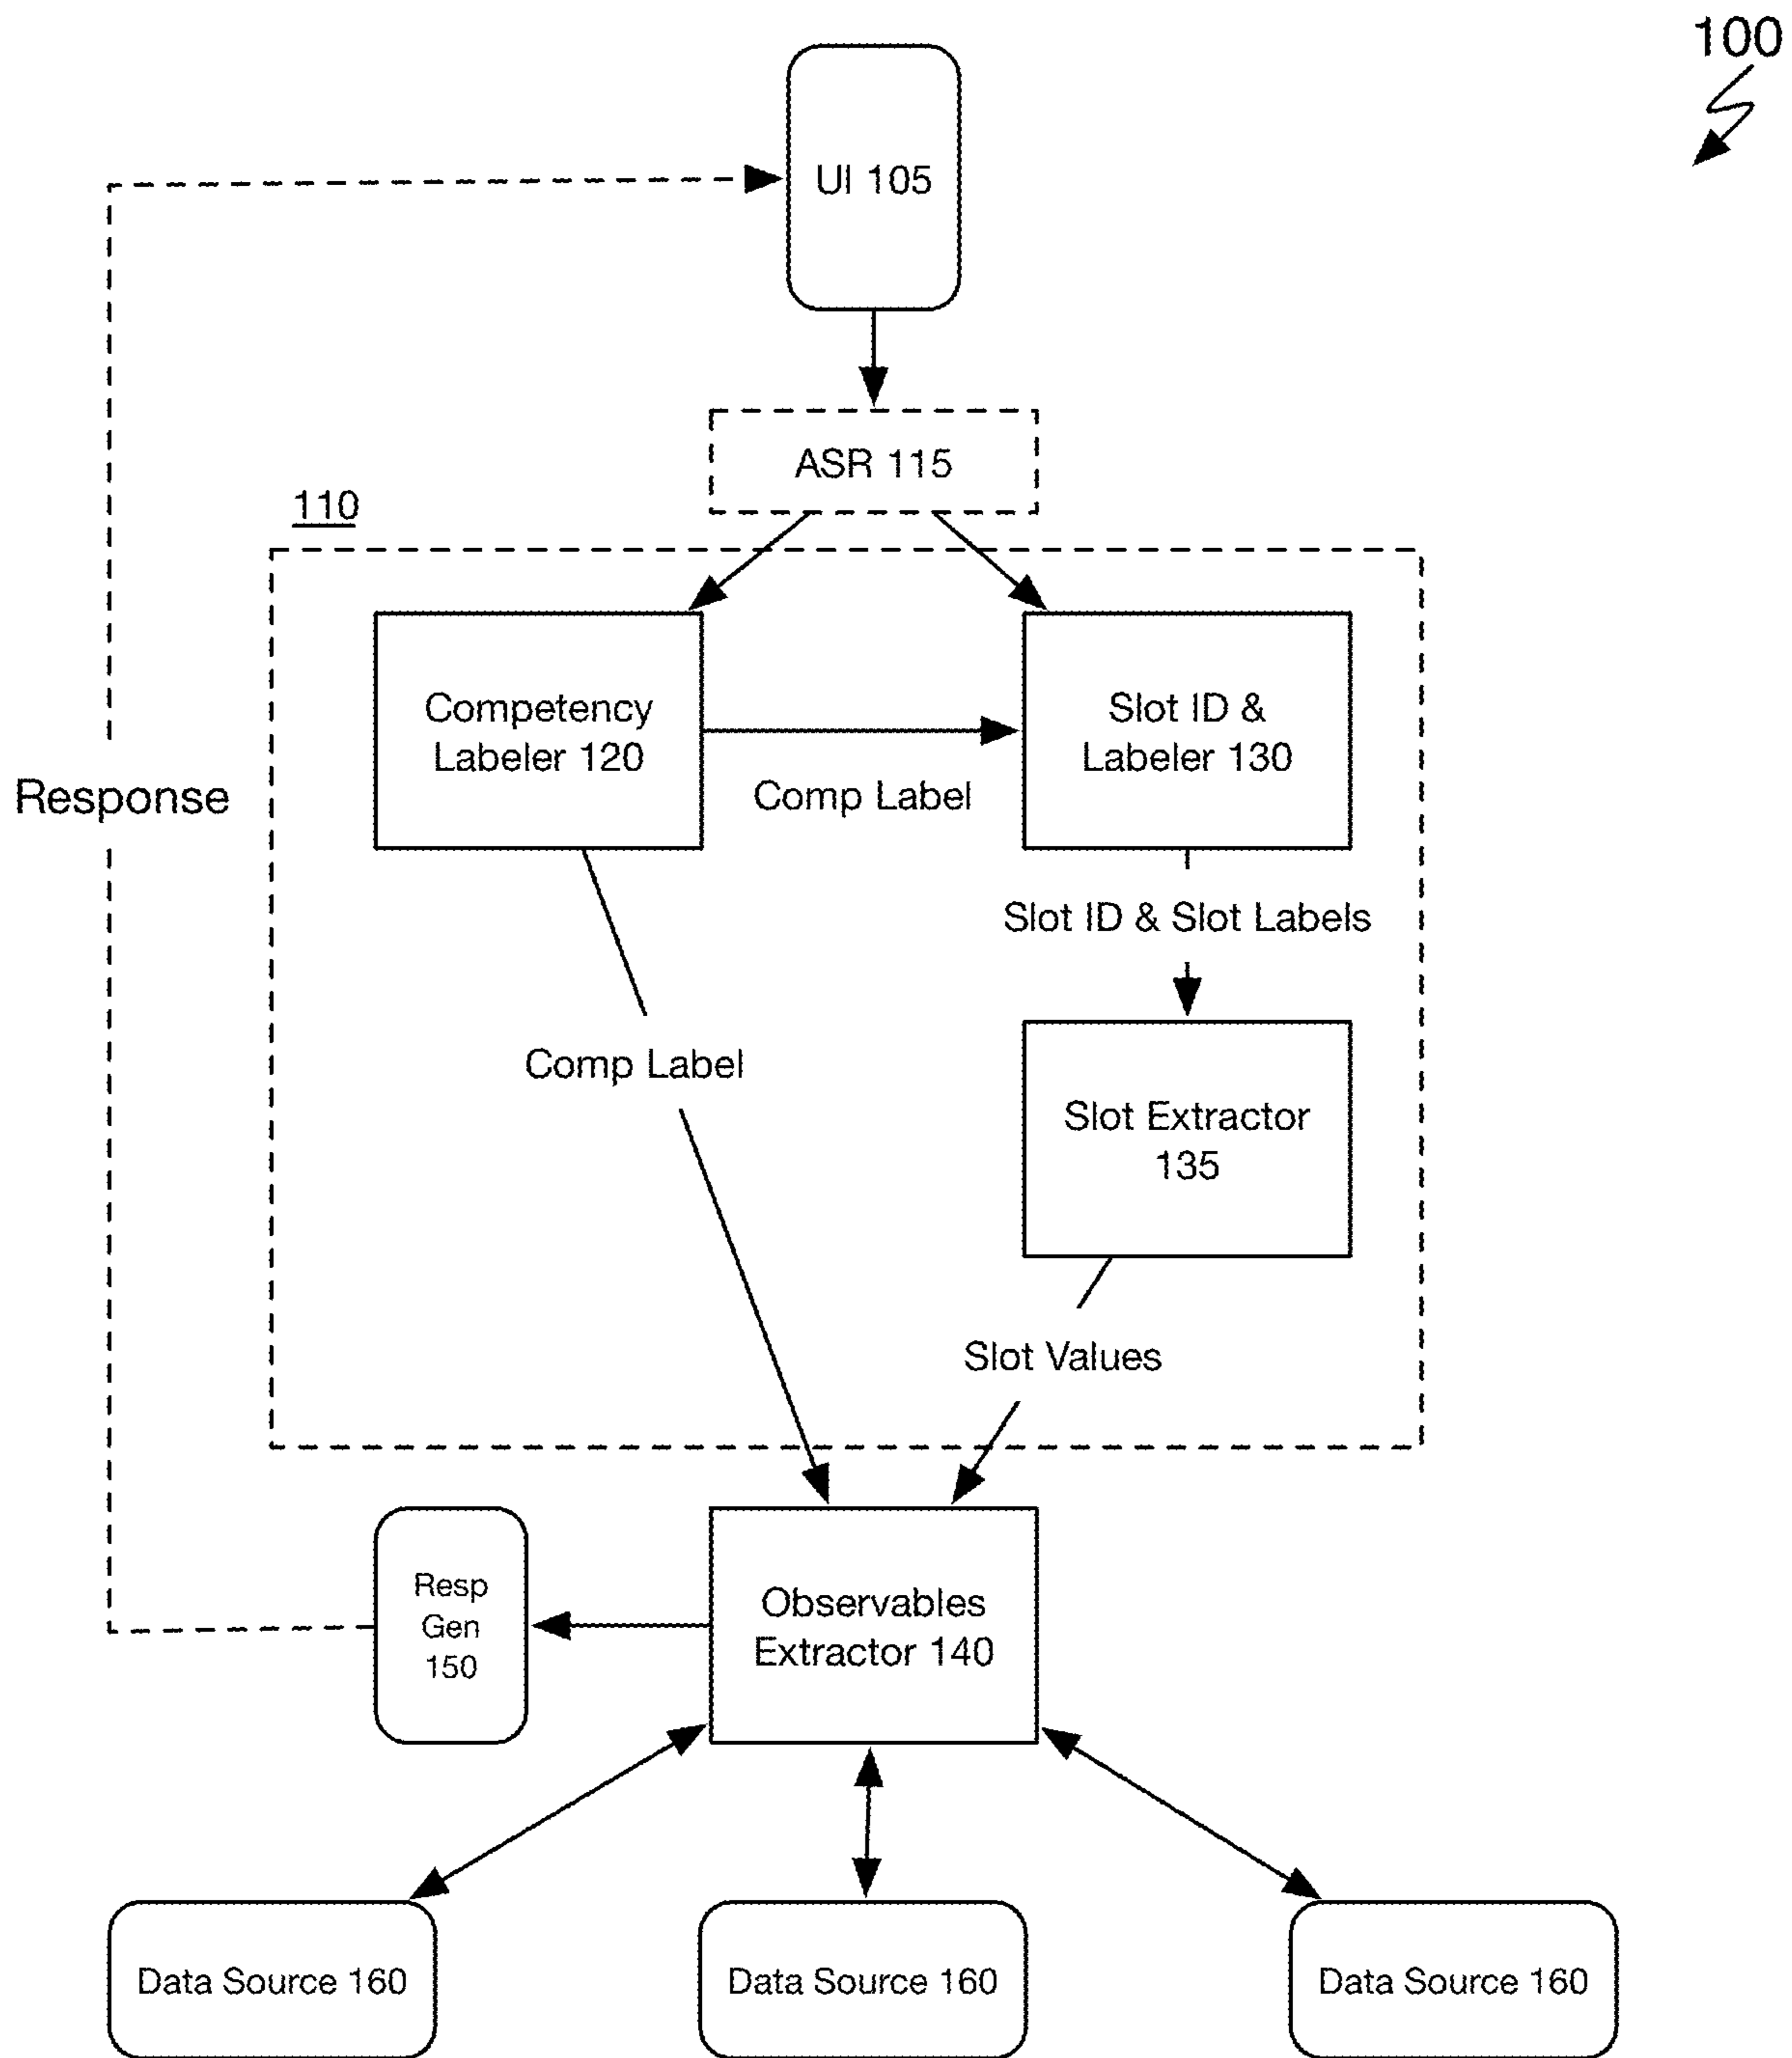 100
UI 105
ASR 115
110
Competency
Labeler 120
Slot ID &
Labeler 130
Comp Label
Response
Slot ID & Slot Labels
Comp Label
Slot Extractor
135
Slot Values
Resp
Gen
150
Observables
Extractor 140
Data Source 160
Data Source 160
Data Source 160